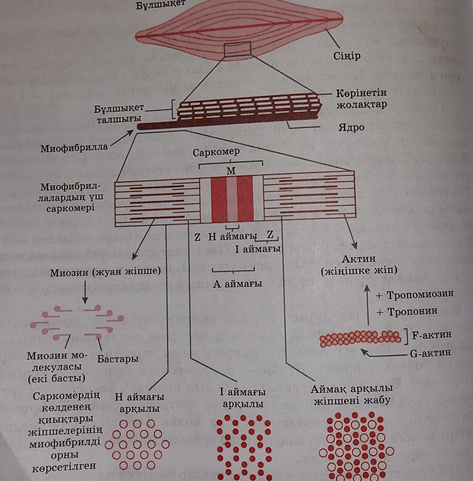 Бұлшықет
Сіңір
Бұлшықет
талшығы
Көрінетін
жолақтар
Ядро
Миофибрилла
Саркомер
М
Миофибрил-
лалардың үш
саркомері
Z
Н аймағы
Z
І аймағы
Миозин (жуан жіпше)
Актин
(жіңішке жіп)
А аймағы
+ Тропомиозин
+ Тропонин
F-актин
G-актин
Миозин мо-
лекуласы
(екі басты)
Бастары
Саркомердің
көлденең
қиықтары
жіпшелерінің
миофибрилді
орны
көрсетілген
Н аймағы
арқылы
І аймағы
арқылы
Аймақ арқылы
жіпшені жабу